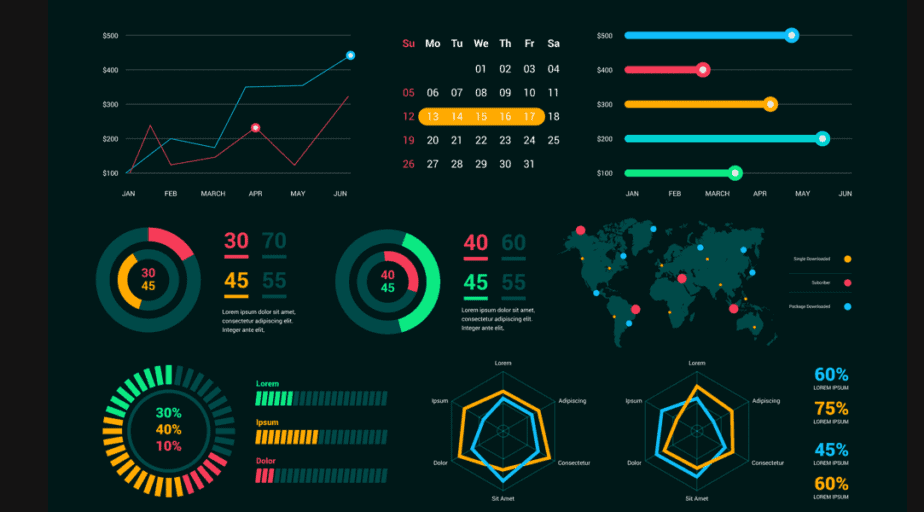 $500
$400
$300
$200
$100
JAN FEB MARCH APR MAY JUN
Su Mo Tu We Th Fr Sa
01 02 03 04
05 06 07 08 09 10 11
12 13 14 15 16 17 18
19 20 21 22 23 24 25
26 27 28 29 30 31
$500
$400
$300
$200
$100
JAN FEB MARCH APR MAY JUN
30
45
30 70
45 55
Lorem ipsum dolor sit amet,
consectetur adipiscing elit.
Integer ante elit,
40
45
40 60
45 55
Lorem ipsum dolor sit amet,
consectetur adipiscing elit.
Integer ante elit,
Single Downloaded
Subcriber
Package Downloaded
30%
40%
10%
Lorem
Ipsum
Dolor
Lorem
Ipsum Adipiscing
Dolor Consectetur
Sit Amet
Lorem
Ipsum Adipiscing
Dolor Consectetur
Sit Amet
60%
LOREM IPSUM
75%
LOREM IPSUM
45%
LOREM IPSUM
60%
LOREM IPSUM